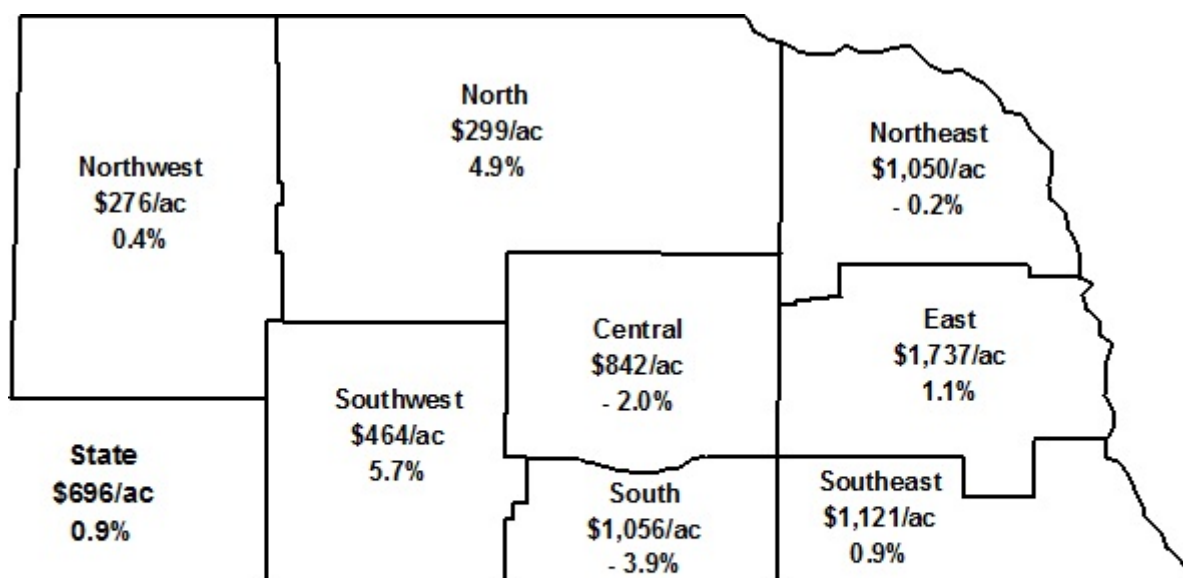 North
$299/ac
4.9%
Northwest
$276/ac
0.4%
Northeast
$1,050/ac
- 0.2%
Central
$842/ac
- 2.0%
East
$1,737/ac
1.1%
Southwest
$464/ac
5.7%
State
$696/ac
0.9%
South
$1,056/ac
- 3.9%
Southeast
$1,121/ac
0.9%